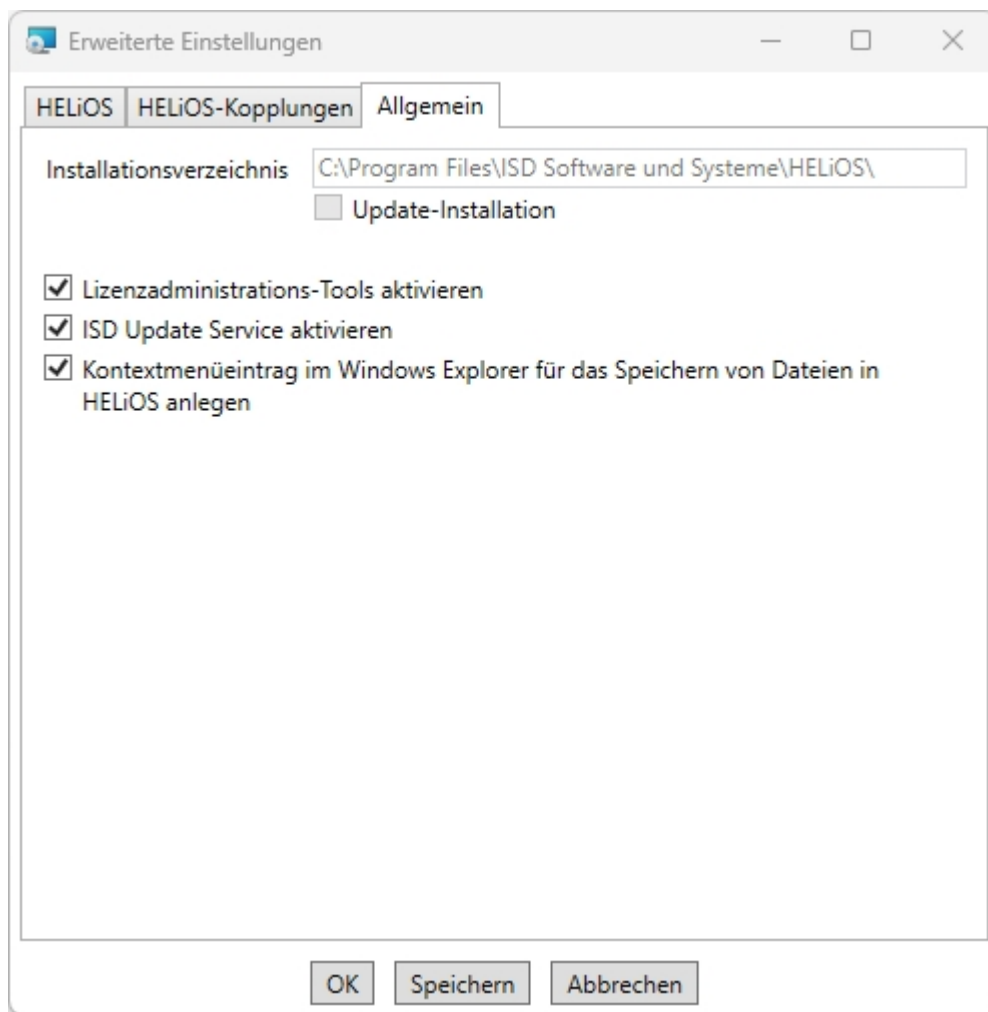 Erweiterte Einstellungen
HELiOS HELiOS-Kopplungen Allgemein
Installationsverzeichnis C:\Program Files\ISD Software und Systeme\HELiOS\
Update-Installation
Lizenzadministrations-Tools aktivieren
ISD Update Service aktivieren
Kontextmenüeintrag im Windows Explorer für das Speichern von Dateien in
HELiOS anlegen
OK Speichern Abbrechen